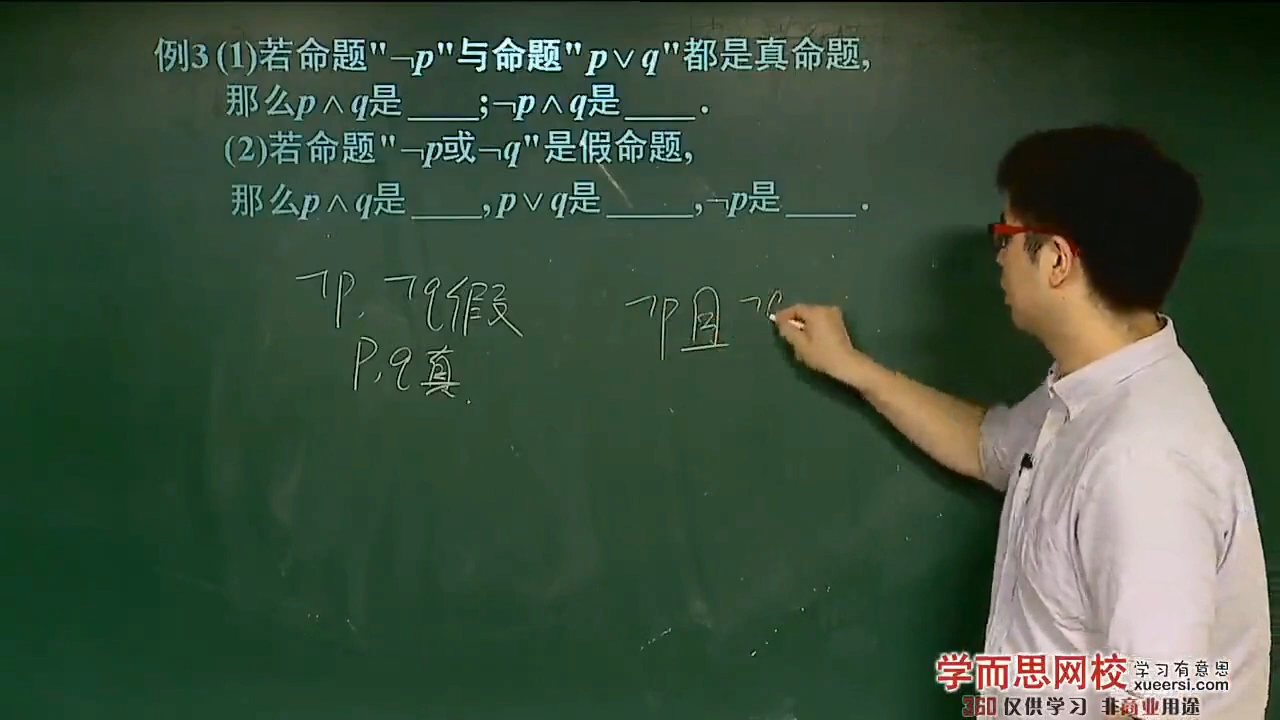 例3 (1)若命题"¬p"与命题"p∨q"都是真命题,
那么p∧q是____;¬p∧q是____.
(2)若命题"¬p或¬q"是假命题,
那么p∧q是____,p∨q是____,¬p是____.
¬p、¬q假
¬p且¬q
p、q真.
学而思网校 学习有意思
xueersi.com
360 仅供学习 非商业用途